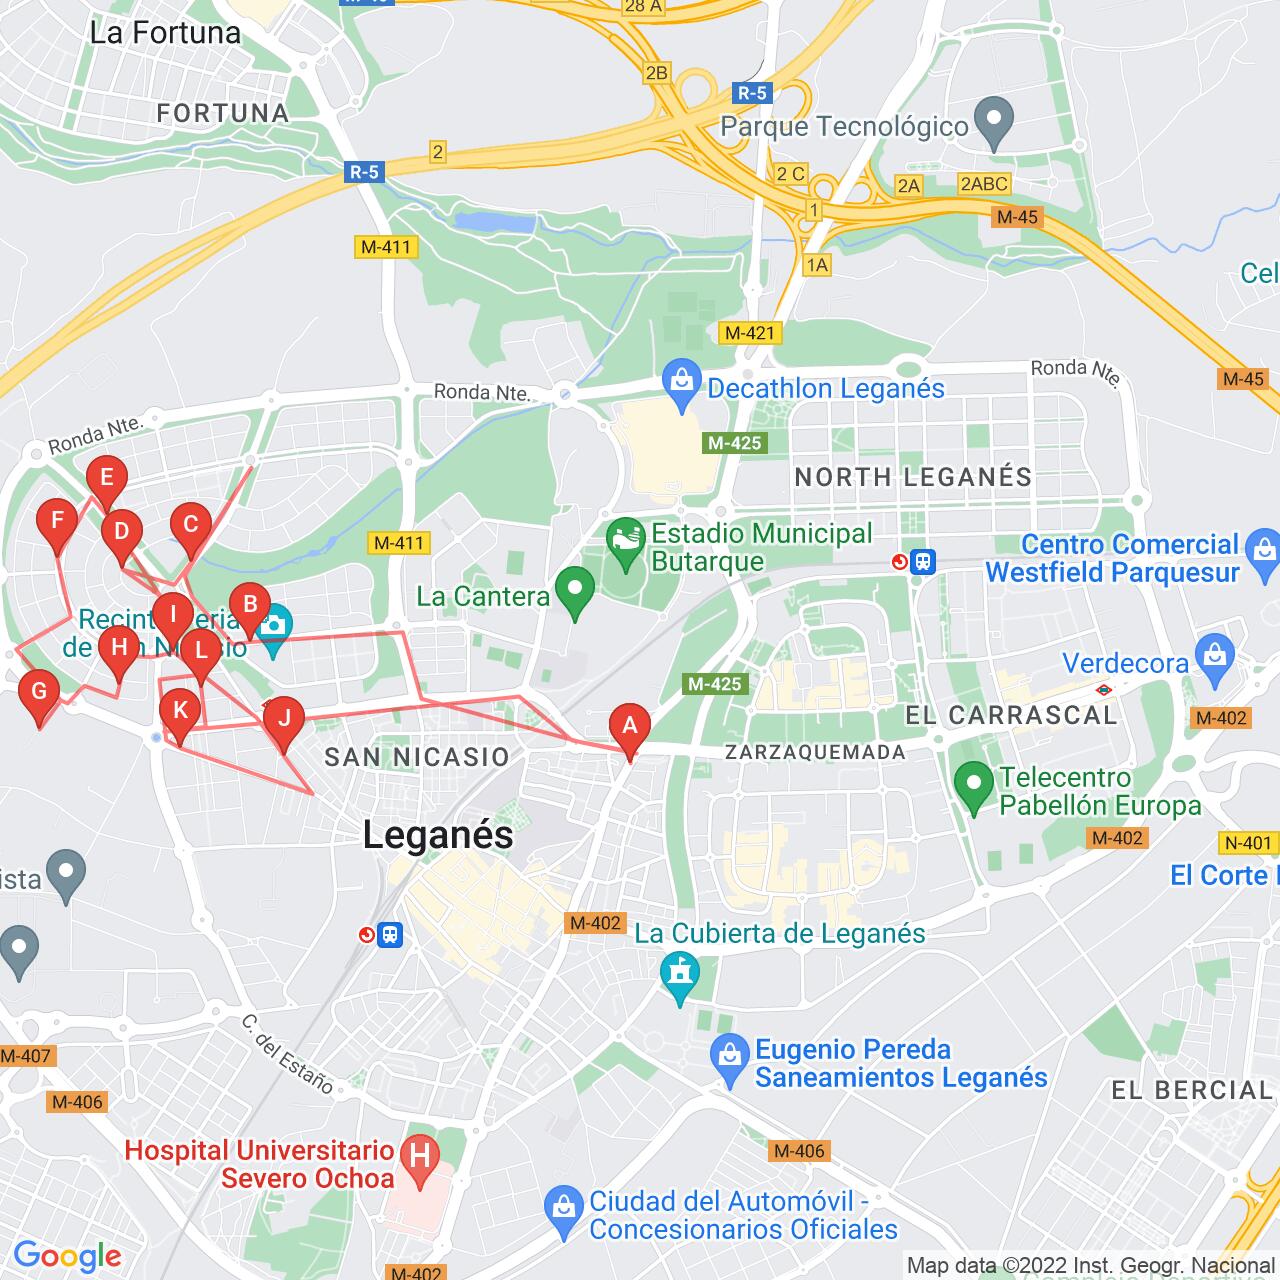 M-45
28 A
La Fortuna
2B
R-5
FORTUNA
Parque Tecnológico
2
R-5
2 C
2A
2ABC
1
M-45
M-411
1A
Cel
M-421
Ronda Nte.
Ronda Nte.
Decathlon Leganés
M-45
Ronda Nte.
M-425
NORTH LEGANÉS
E
F
D
C
M-411
Estadio Municipal
Butarque
Centro Comercial
Westfield Parquesur
La Cantera
B
I
H
L
Verdecora
G
K
J
A
M-425
EL CARRASCAL
M-402
SAN NICASIO
ZARZAQUEMADA
Telecentro
Pabellón Europa
Leganés
M-402
N-401
ista
El Corte
M-402
La Cubierta de Leganés
C. del Estaño
M-407
Eugenio Pereda
Saneamientos Leganés
M-406
EL BERCIAL
Hospital Universitario
Severo Ochoa
H
M-406
Ciudad del Automóvil -
Concesionarios Oficiales
Google
M-402
Map data ©2022 Inst. Geogr. Nacional